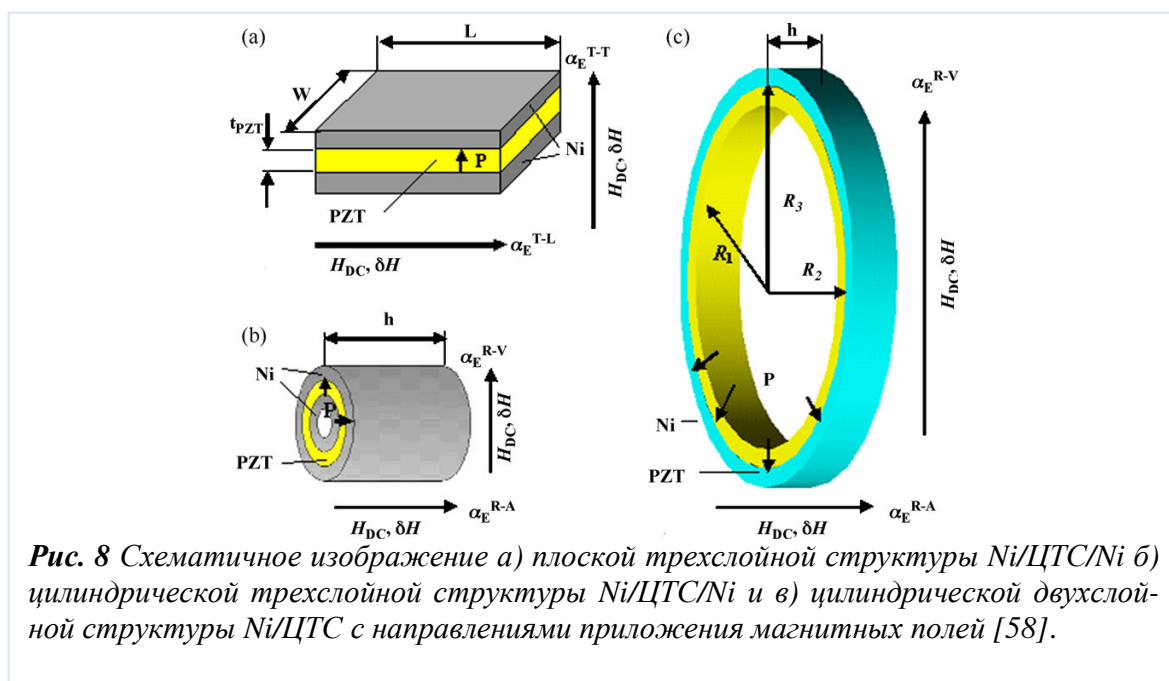 (a)
L
α_E^T-T
W
t_PZT
P
Ni
PZT
H_DC, δH
α_E^T-L
H_DC, δH
(b)
h
α_E^R-V
Ni
P
PZT
H_DC, δH
α_E^R-A
H_DC, δH
(c)
h
α_E^R-V
R_3
R_1
R_2
H_DC, δH
P
Ni
PZT
α_E^R-A
H_DC, δH
Рис. 8 Схематичное изображение а) плоской трехслойной структуры Ni/ЦТС/Ni б)
цилиндрической трехслойной структуры Ni/ЦТС/Ni и в) цилиндрической двухслой-
ной структуры Ni/ЦТС с направлениями приложения магнитных полей [58].